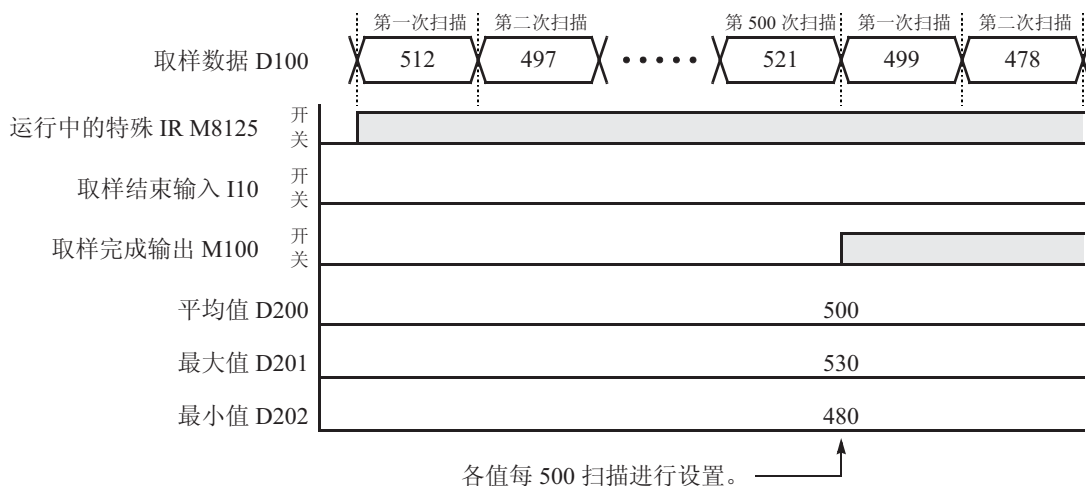 第一次扫描 第二次扫描 第 500 次扫描 第一次扫描 第二次扫描
取样数据 D100 512 497 ••••• 521 499 478
运行中的特殊 IR M8125 开 关
取样结束输入 I10 开 关
取样完成输出 M100 开 关
平均值 D200 500
最大值 D201 530
最小值 D202 480
各值每 500 扫描进行设置。